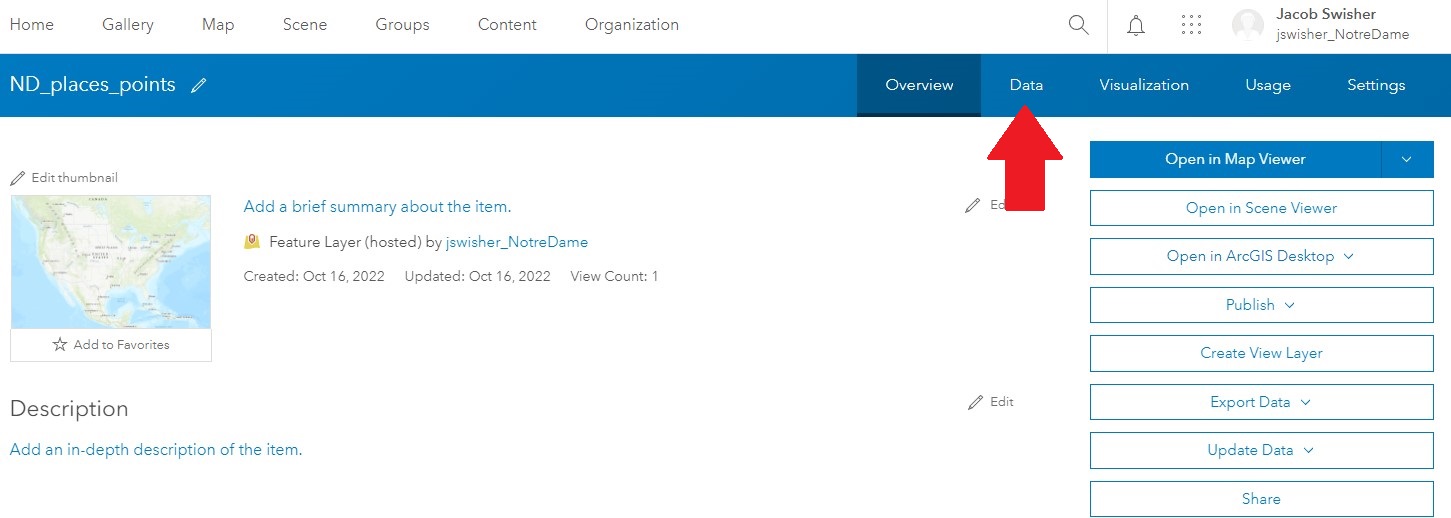 Home Gallery Map Scene Groups Content Organization
Jacob Swisher
jswisher_NotreDame
ND_places_points
Overview Data Visualization Usage Settings
Edit thumbnail
Add to Favorites
Add a brief summary about the item.
Feature Layer (hosted) by jswisher_NotreDame
Created: Oct 16, 2022 Updated: Oct 16, 2022 View Count: 1
Description
Edit
Add an in-depth description of the item.
Open in Map Viewer
Open in Scene Viewer
Open in ArcGIS Desktop
Publish
Create View Layer
Export Data
Update Data
Share